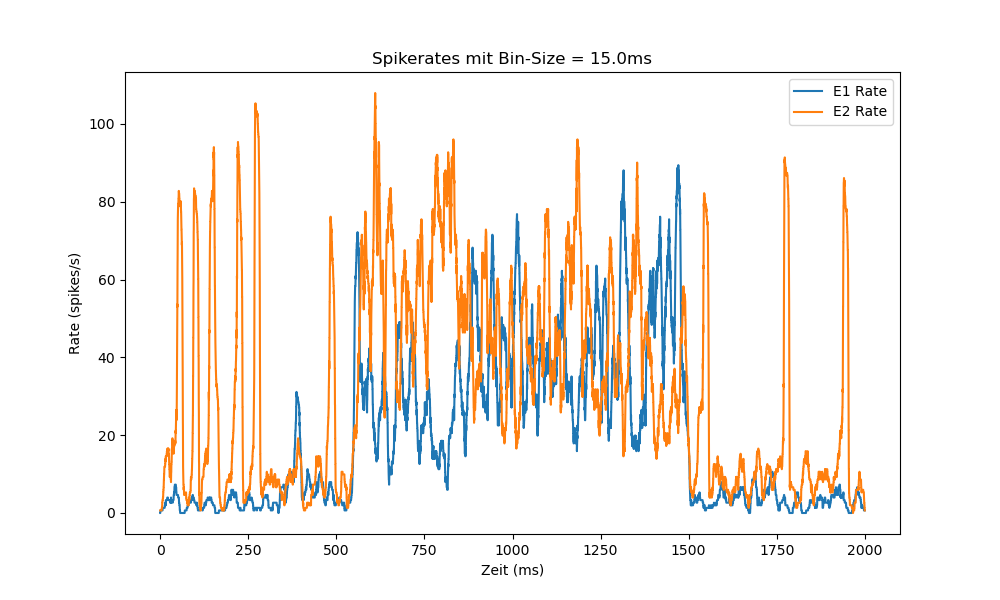 Spikerates mit Bin-Size = 15.0ms
E1 Rate
E2 Rate
Rate (spikes/s)
100
80
60
40
20
0
0 250 500 750 1000 1250 1500 1750 2000
Zeit (ms)